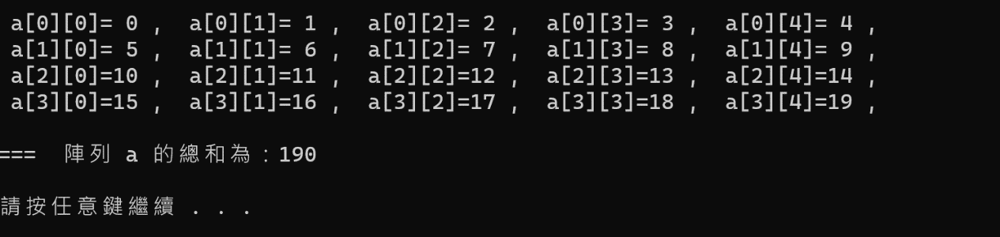 a[0][0]= 0 ,  a[0][1]= 1 ,  a[0][2]= 2 ,  a[0][3]= 3 ,  a[0][4]= 4 ,
a[1][0]= 5 ,  a[1][1]= 6 ,  a[1][2]= 7 ,  a[1][3]= 8 ,  a[1][4]= 9 ,
a[2][0]=10 ,  a[2][1]=11 ,  a[2][2]=12 ,  a[2][3]=13 ,  a[2][4]=14 ,
a[3][0]=15 ,  a[3][1]=16 ,  a[3][2]=17 ,  a[3][3]=18 ,  a[3][4]=19 ,
===  陣列 a 的總和為：190
請按任意鍵繼續 . . .